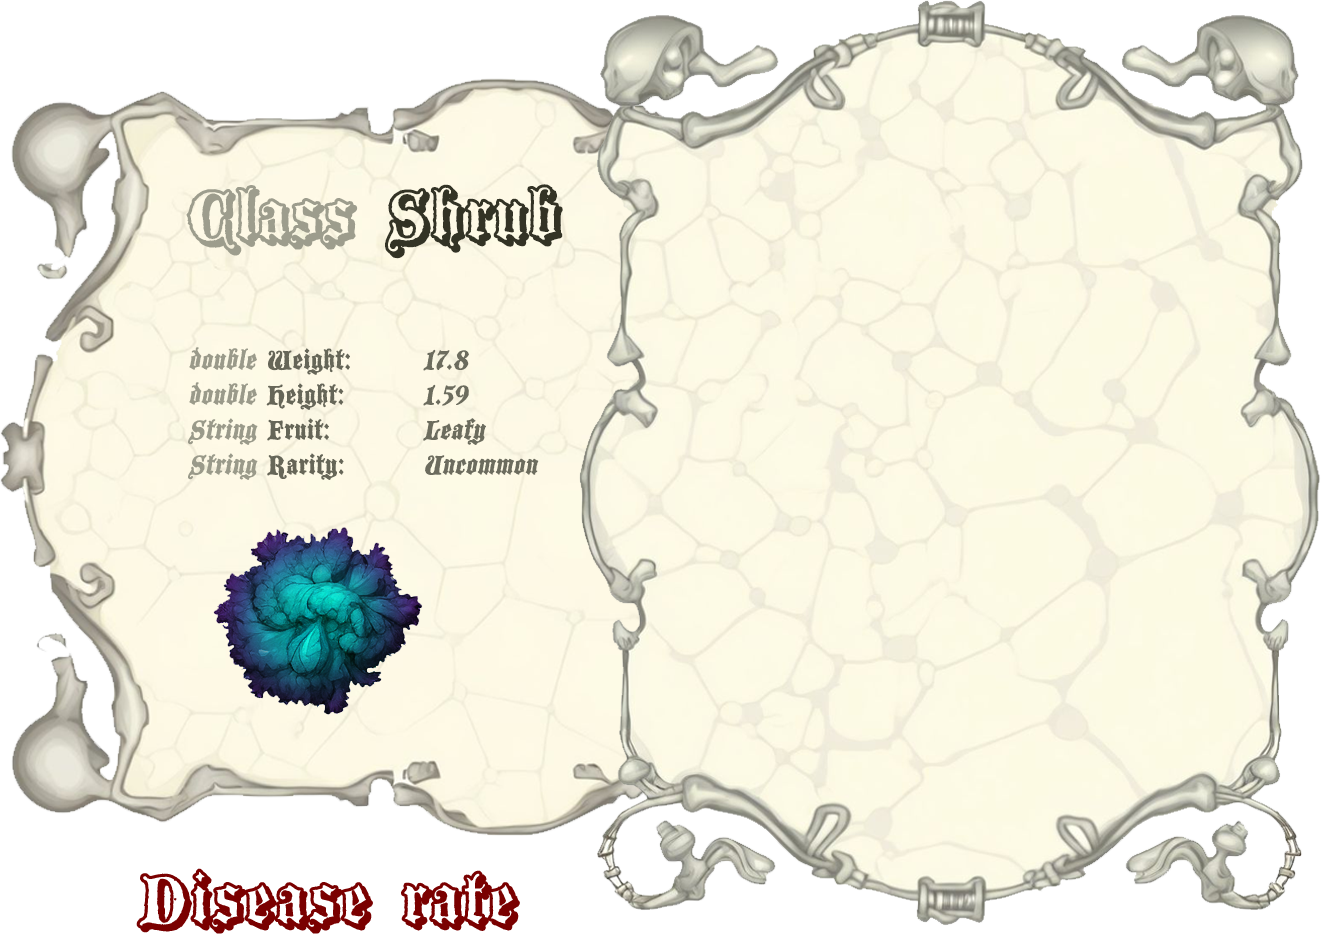 Class Shrub
double Weight: 17.8
double Height: 1.59
String Fruit: Leafy
String Rarity: Uncommon
Disease rate